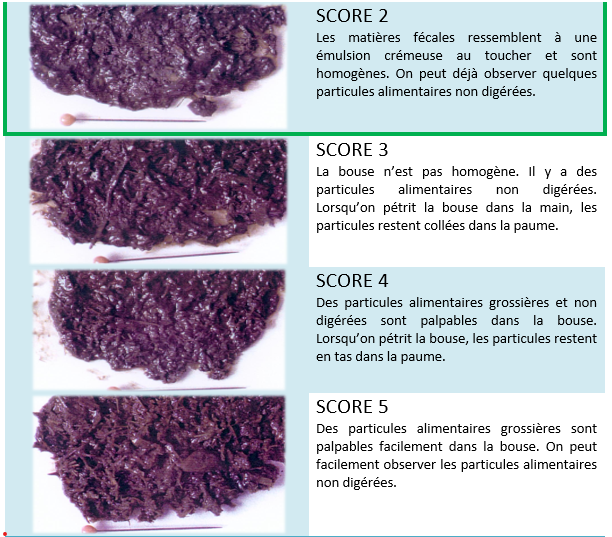 SCORE 2
Les matières fécales ressemblent à une
émulsion crémeuse au toucher et sont
homogènes. On peut déjà observer quelques
particules alimentaires non digérées.
SCORE 3
La bouse n’est pas homogène. Il y a des
particules alimentaires non digérées.
Lorsqu’on pétrit la bouse dans la main, les
particules restent collées dans la paume.
SCORE 4
Des particules alimentaires grossières et non
digérées sont palpables dans la bouse.
Lorsqu’on pétrit la bouse, les particules restent
en tas dans la paume.
SCORE 5
Des particules alimentaires grossières sont
palpables facilement dans la bouse. On peut
facilement observer les particules alimentaires
non digérées.